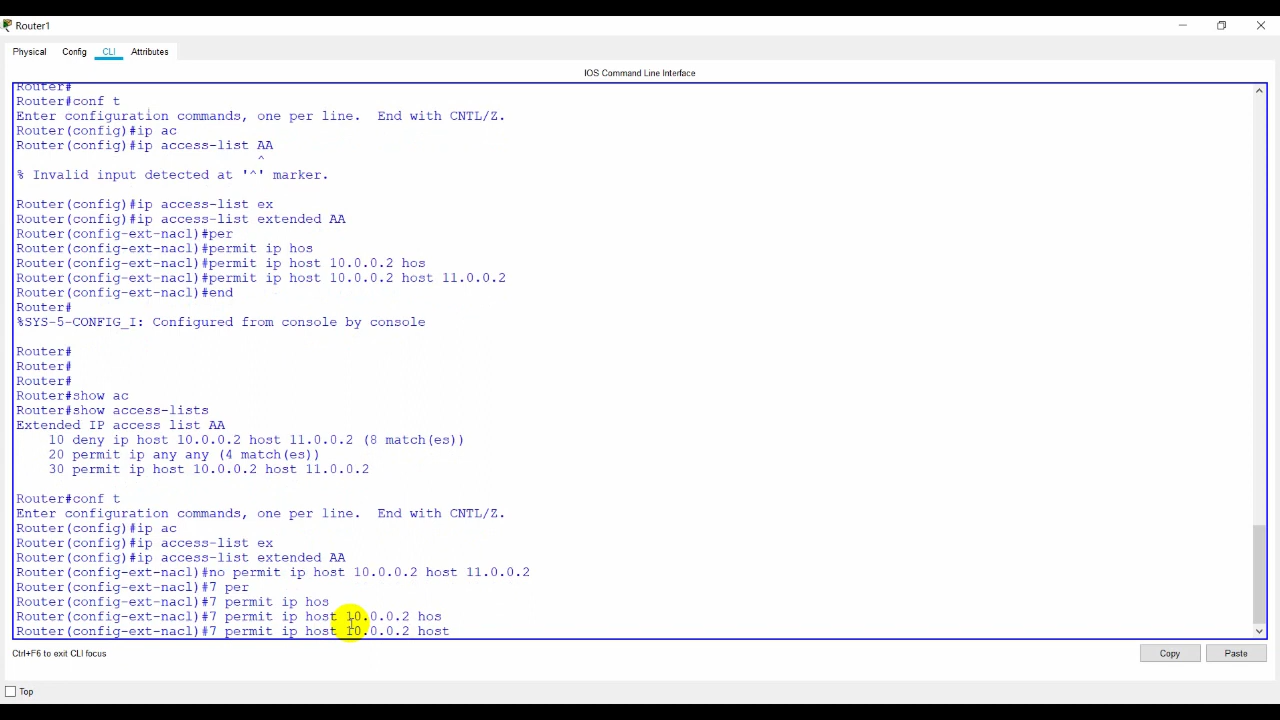 Router1
Physical Config CLI Attributes
IOS Command Line Interface
Router#
Router#conf t
Enter configuration commands, one per line.  End with CNTL/Z.
Router(config)#ip ac
Router(config)#ip access-list AA
^
% Invalid input detected at '^' marker.
Router(config)#ip access-list ex
Router(config)#ip access-list extended AA
Router(config-ext-nacl)#per
Router(config-ext-nacl)#permit ip hos
Router(config-ext-nacl)#permit ip host 10.0.0.2 hos
Router(config-ext-nacl)#permit ip host 10.0.0.2 host 11.0.0.2
Router(config-ext-nacl)#end
Router#
%SYS-5-CONFIG_I: Configured from console by console
Router#
Router#
Router#
Router#show ac
Router#show access-lists
Extended IP access list AA
10 deny ip host 10.0.0.2 host 11.0.0.2 (8 match(es))
20 permit ip any any (4 match(es))
30 permit ip host 10.0.0.2 host 11.0.0.2
Router#conf t
Enter configuration commands, one per line.  End with CNTL/Z.
Router(config)#ip ac
Router(config)#ip access-list ex
Router(config)#ip access-list extended AA
Router(config-ext-nacl)#no permit ip host 10.0.0.2 host 11.0.0.2
Router(config-ext-nacl)#7 per
Router(config-ext-nacl)#7 permit ip hos
Router(config-ext-nacl)#7 permit ip host 10.0.0.2 hos
Router(config-ext-nacl)#7 permit ip host 10.0.0.2 host
Ctrl+F6 to exit CLI focus
Copy Paste
Top